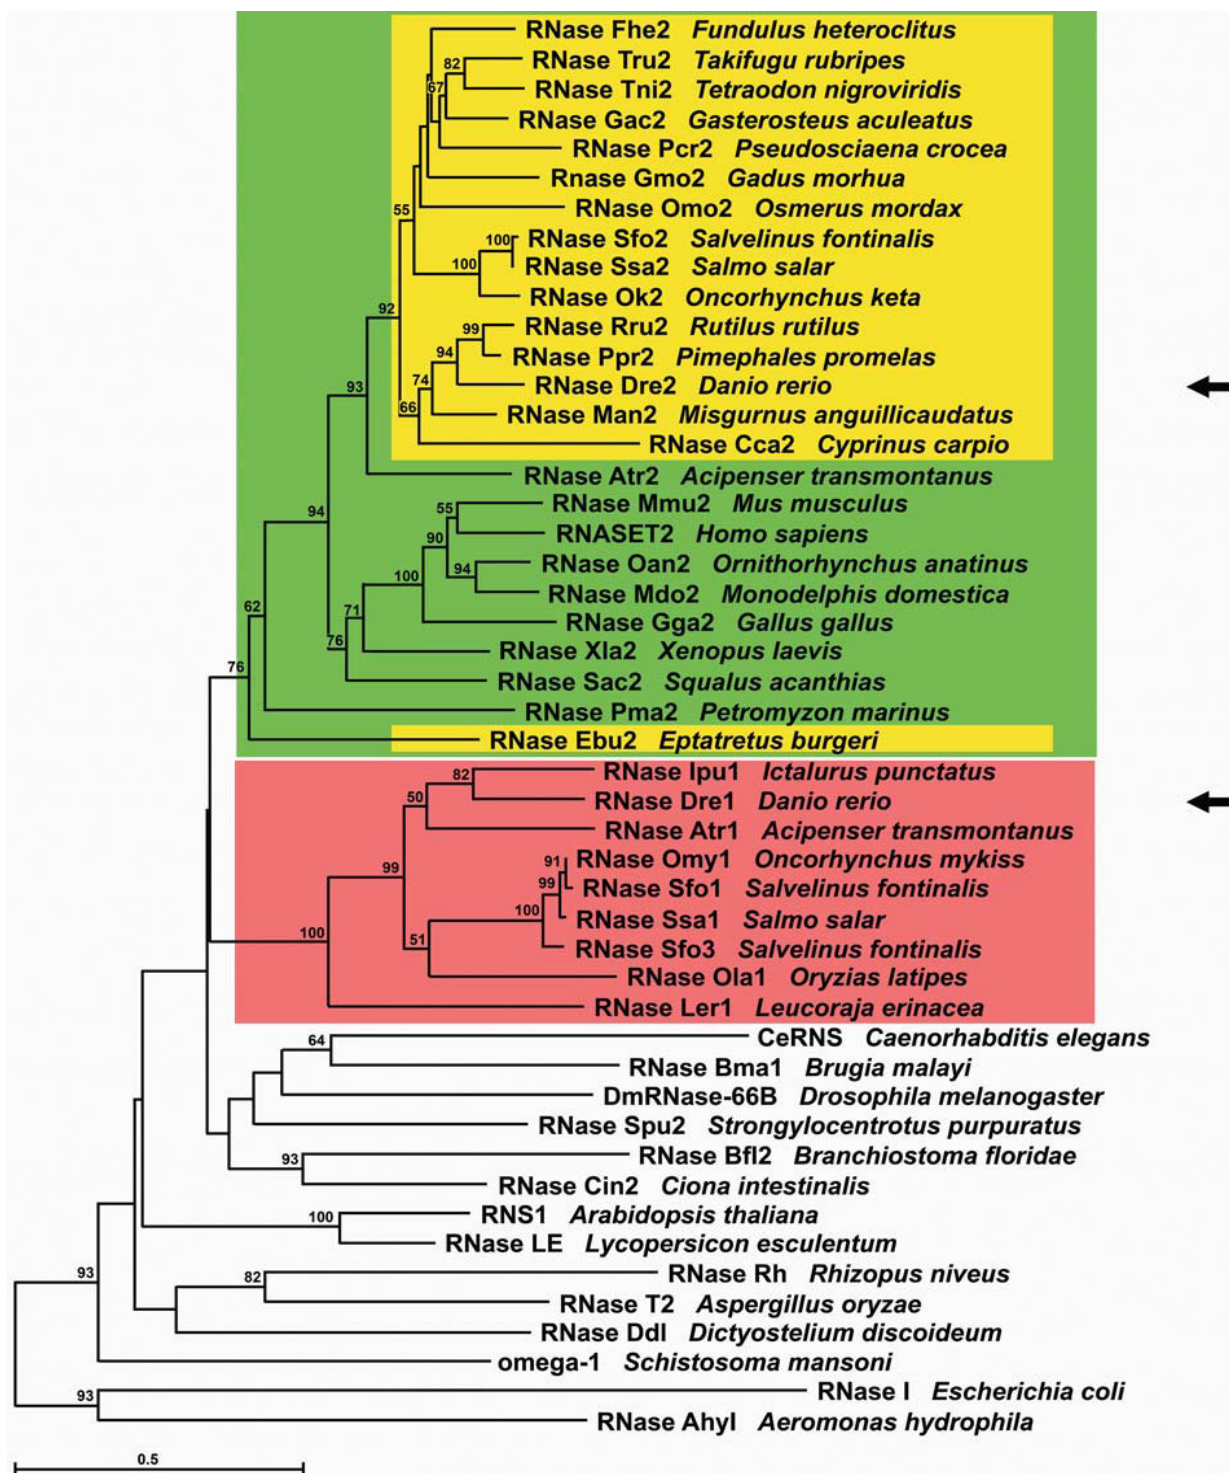 RNase Fhe2 Fundulus heteroclitus
82 RNase Tru2 Takifugu rubripes
67 RNase Tni2 Tetraodon nigroviridis
RNase Gac2 Gasterosteus aculeatus
RNase Pcr2 Pseudosciaena crocea
Rnase Gmo2 Gadus morhua
55 RNase Omo2 Osmerus mordax
100 RNase Sfo2 Salvelinus fontinalis
100 RNase Ssa2 Salmo salar
RNase Ok2 Oncorhynchus keta
92 99 RNase Rru2 Rutilus rutilus
94 RNase Ppr2 Pimephales promelas
93 74 RNase Dre2 Danio rerio
66 RNase Man2 Misgurnus anguillicaudatus
RNase Cca2 Cyprinus carpio
RNase Atr2 Acipenser transmontanus
94 55 RNase Mmu2 Mus musculus
90 RNASET2 Homo sapiens
94 RNase Oan2 Ornithorhynchus anatinus
100 RNase Mdo2 Monodelphis domestica
62 71 RNase Gga2 Gallus gallus
76 RNase Xla2 Xenopus laevis
76 RNase Sac2 Squalus acanthias
RNase Pma2 Petromyzon marinus
RNase Ebu2 Eptatretus burgeri
82 RNase Ipu1 Ictalurus punctatus
50 RNase Dre1 Danio rerio
RNase Atr1 Acipenser transmontanus
99 91 RNase Omy1 Oncorhynchus mykiss
99 RNase Sfo1 Salvelinus fontinalis
100 RNase Ssa1 Salmo salar
100 51 RNase Sfo3 Salvelinus fontinalis
RNase Ola1 Oryzias latipes
RNase Ler1 Leucoraja erinacea
64 CeRNS Caenorhabditis elegans
RNase Bma1 Brugia malayi
DmRNase-66B Drosophila melanogaster
RNase Spu2 Strongylocentrotus purpuratus
93 RNase Bfl2 Branchiostoma floridae
RNase Cin2 Ciona intestinalis
100 RNS1 Arabidopsis thaliana
RNase LE Lycopersicon esculentum
93 82 RNase Rh Rhizopus niveus
RNase T2 Aspergillus oryzae
RNase DdI Dictyostelium discoideum
omega-1 Schistosoma mansoni
93 RNase I Escherichia coli
RNase AhyI Aeromonas hydrophila
0.5